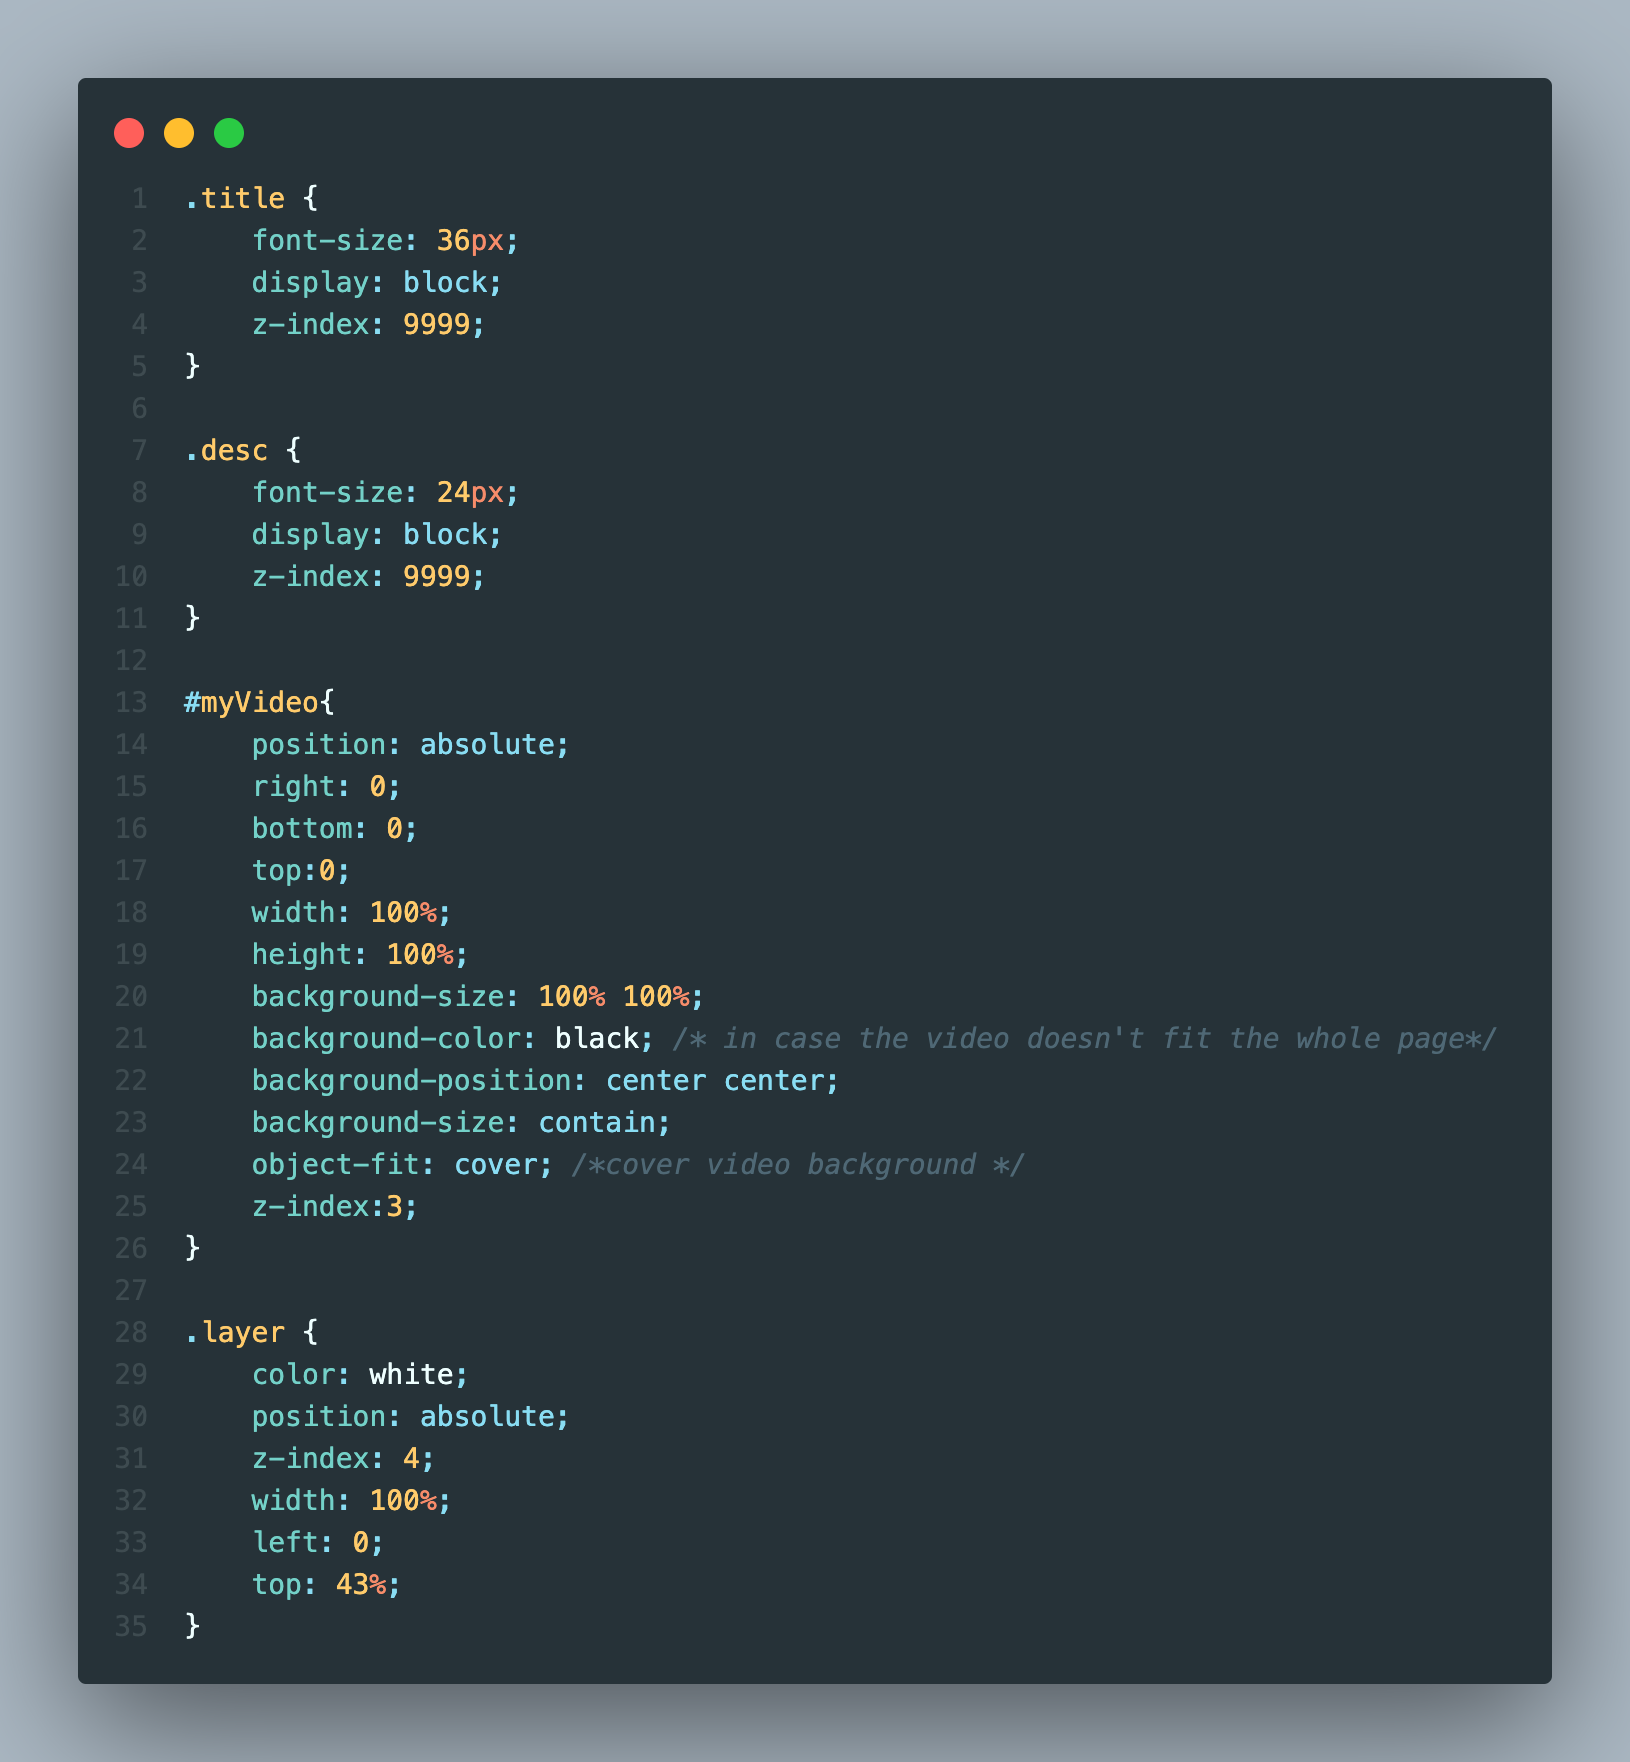 1 .title {
2     font-size: 36px;
3     display: block;
4     z-index: 9999;
5 }
6
7 .desc {
8     font-size: 24px;
9     display: block;
10     z-index: 9999;
11 }
12
13 #myVideo{
14     position: absolute;
15     right: 0;
16     bottom: 0;
17     top:0;
18     width: 100%;
19     height: 100%;
20     background-size: 100% 100%;
21     background-color: black; /* in case the video doesn't fit the whole page*/
22     background-position: center center;
23     background-size: contain;
24     object-fit: cover; /*cover video background */
25     z-index:3;
26 }
27
28 .layer {
29     color: white;
30     position: absolute;
31     z-index: 4;
32     width: 100%;
33     left: 0;
34     top: 43%;
35 }